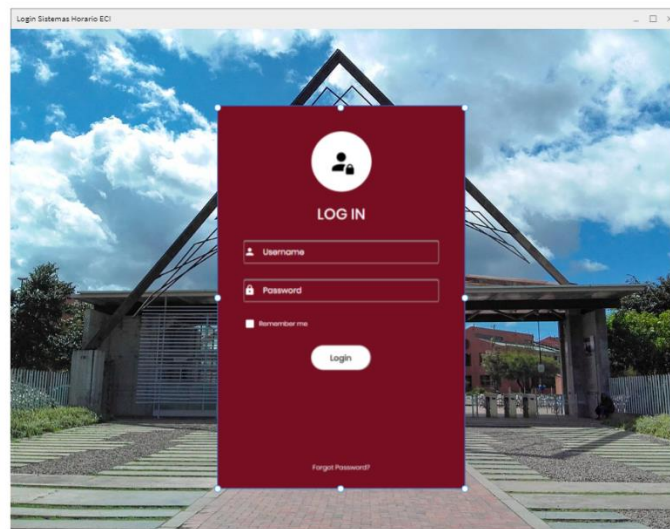 Login Sistemas Horario ECI
LOG IN
Username
Password
Remember me
Login
Forgot Password?